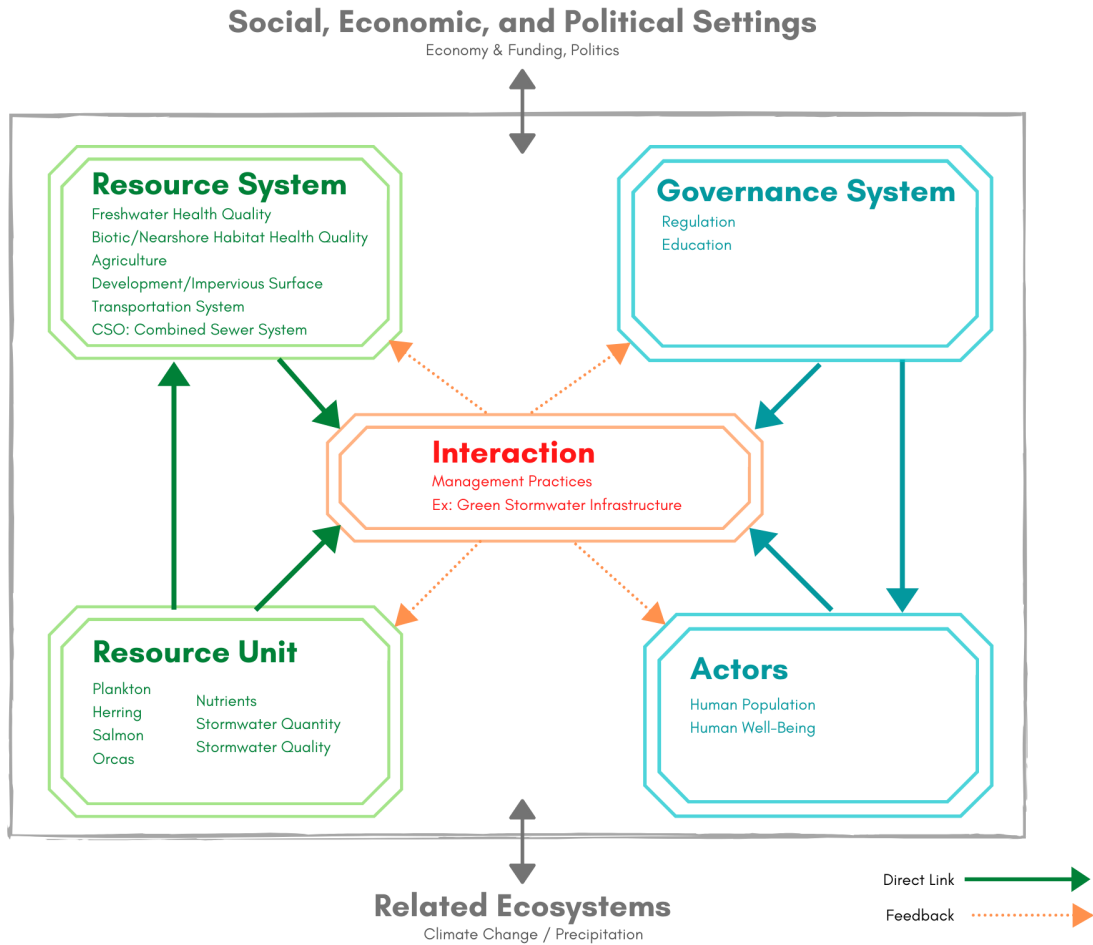 Social, Economic, and Political Settings
Economy & Funding, Politics
Resource System
Freshwater Health Quality
Biotic/Nearshore Habitat Health Quality
Agriculture
Development/Impervious Surface
Transportation System
CSO: Combined Sewer System
Governance System
Regulation
Education
Interaction
Management Practices
Ex: Green Stormwater Infrastructure
Resource Unit
Plankton
Herring
Salmon
Orcas
Nutrients
Stormwater Quantity
Stormwater Quality
Actors
Human Population
Human Well-Being
Related Ecosystems
Climate Change / Precipitation
Direct Link
Feedback